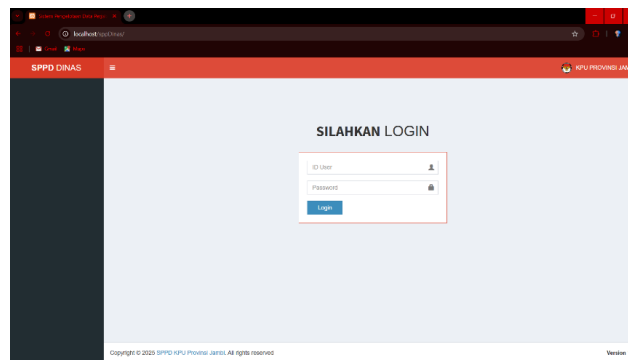 localhost/sppDinas/
Gmail Maps
SPPD DINAS
KPU PROVINSI JAM
SILAHKAN LOGIN
ID User
Password
Login
Copyright © 2025 SPPD KPU Provinsi Jambi. All rights reserved
Version